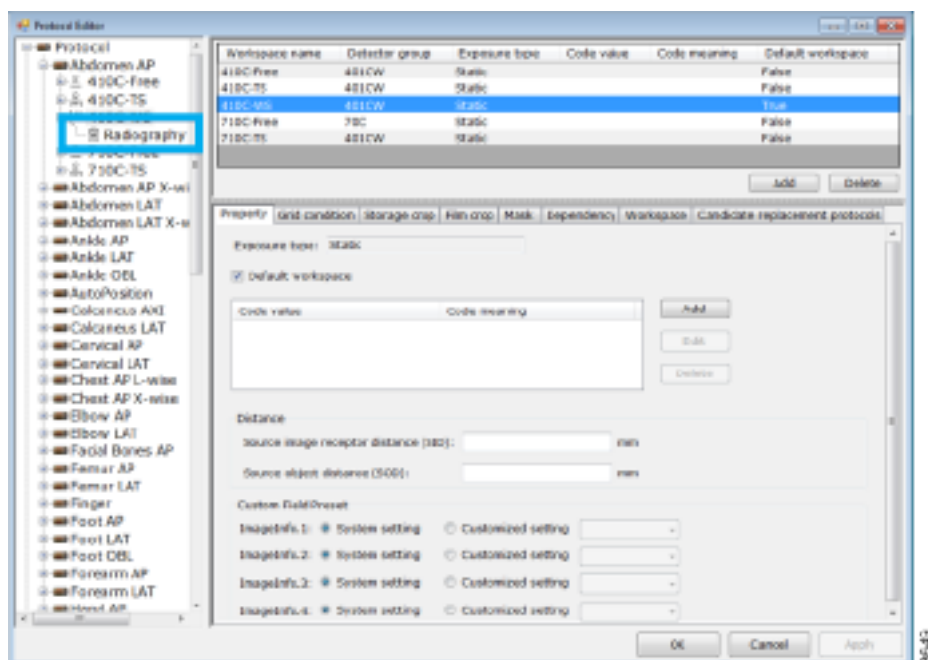 Protocol Editor
Protocol
Abdomen AP
410C-Free
410C-TS
Radiography
710C-TS
Abdomen AP X-wi
Abdomen LAT
Abdomen LAT X-w
Ankle AP
Ankle LAT
Ankle OBL
AutoPosition
Calcaneus AXI
Calcaneus LAT
Cervical AP
Cervical LAT
Chest AP L-wise
Chest AP X-wise
Elbow AP
Elbow LAT
Facial Bones AP
Femur AP
Femur LAT
Finger
Foot AP
Foot LAT
Foot OBL
Forearm AP
Forearm LAT
Hand AP
Workspace name Detector group Exposure type Code value Code meaning Default workspace
410C-Free 401CW Static False
410C-TS 401CW Static False
410C-WS 401CW Static True
710C-Free 70C Static False
710C-TS 401CW Static False
Add Delete
Property Grid condition Storage crop Film crop Mask Dependency Workspace Candidate replacement protocols
Exposure type: Static
Default workspace
Code value Code meaning
Add
Edit
Delete
Distance
Source image receptor distance (SID): mm
Source object distance (SOD): mm
Custom Field Preset
ImageInfo.1: System setting Customized setting
ImageInfo.2: System setting Customized setting
ImageInfo.3: System setting Customized setting
ImageInfo.4: System setting Customized setting
OK Cancel Apply